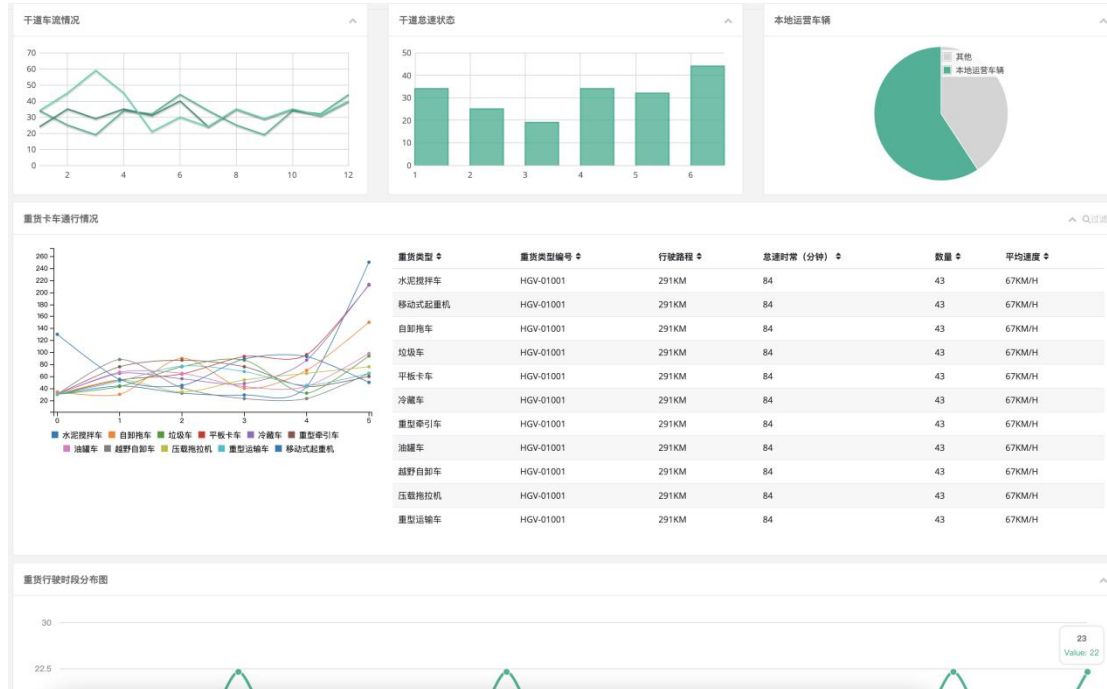 干道车流情况
干道怠速状态
本地运营车辆
70
60
50
40
30
20
10
0
2 4 6 8 10 12
50
40
30
20
10
0
1 2 3 4 5 6
其他
本地运营车辆
重货卡车通行情况
过滤
260
240
220
200
180
160
140
120
100
80
60
40
20
0 1 2 3 4 5
水泥搅拌车 自卸拖车 垃圾车 平板卡车 冷藏车 重型牵引车
油罐车 越野自卸车 压载拖拉机 重型运输车 移动式起重机
重货类型 重货类型编号 行驶路程 怠速时常（分钟） 数量 平均速度
水泥搅拌车 HGV-01001 291KM 84 43 67KM/H
移动式起重机 HGV-01001 291KM 84 43 67KM/H
自卸拖车 HGV-01001 291KM 84 43 67KM/H
垃圾车 HGV-01001 291KM 84 43 67KM/H
平板卡车 HGV-01001 291KM 84 43 67KM/H
冷藏车 HGV-01001 291KM 84 43 67KM/H
重型牵引车 HGV-01001 291KM 84 43 67KM/H
油罐车 HGV-01001 291KM 84 43 67KM/H
越野自卸车 HGV-01001 291KM 84 43 67KM/H
压载拖拉机 HGV-01001 291KM 84 43 67KM/H
重型运输车 HGV-01001 291KM 84 43 67KM/H
重货行驶时段分布图
30
23
Value: 22
22.5